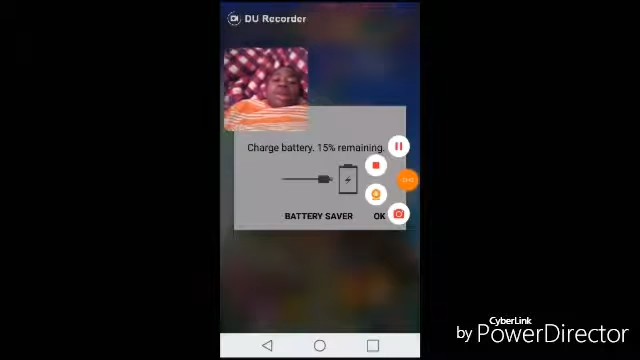 DU Recorder
Charge battery. 15% remaining.
BATTERY SAVER OK
CyberLink
by PowerDirector